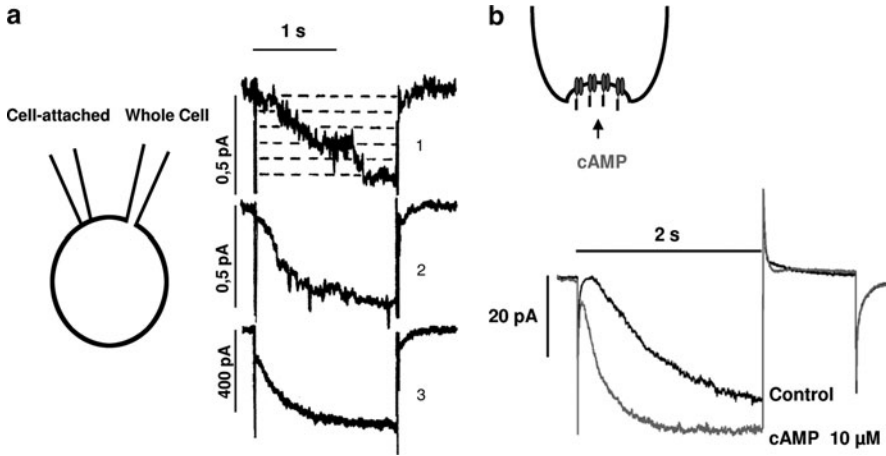 a
1 s
Cell-attached Whole Cell
0,5 pA
1
0,5 pA
2
400 pA
3
b
cAMP
2 s
20 pA
Control
cAMP 10 µM